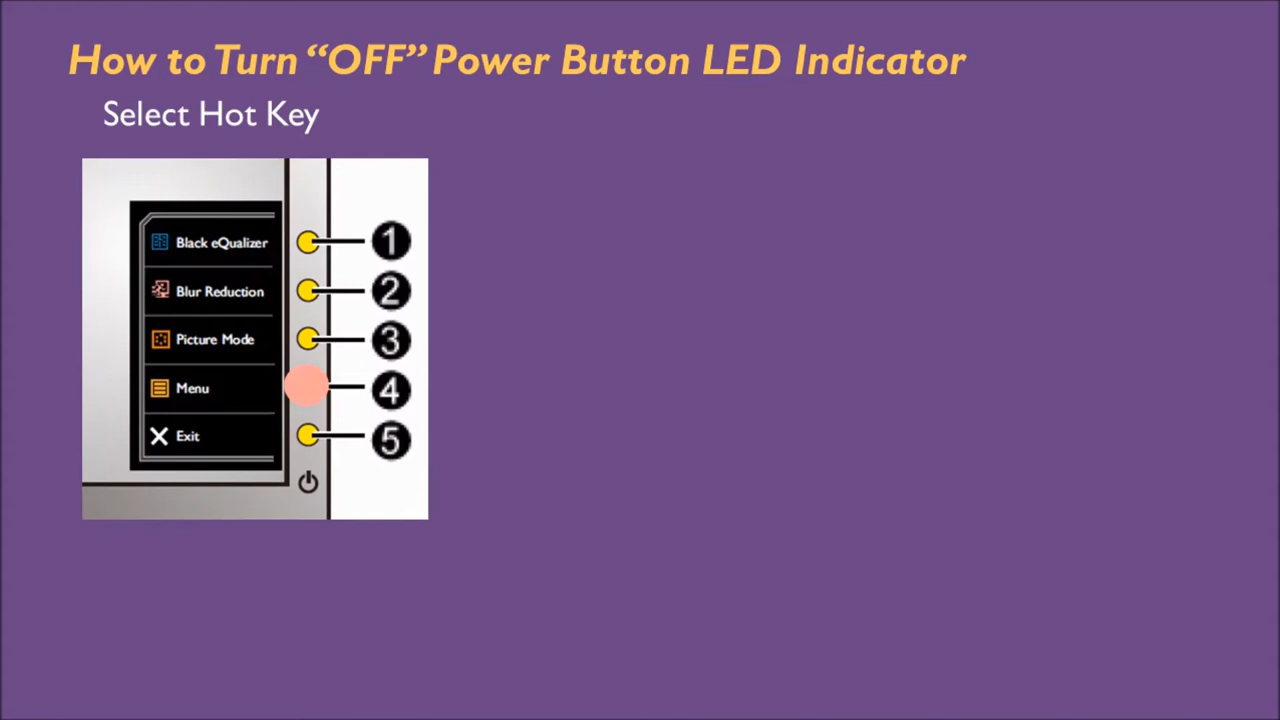 How to Turn “OFF” Power Button LED Indicator
Select Hot Key
Black eQualizer 1
Blur Reduction 2
Picture Mode 3
Menu 4
Exit 5